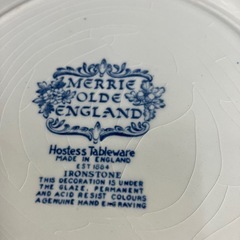 MERRIE
OLDE
ENGLAND
Hostess Tableware
MADE IN ENGLAND
EST 1884
IRONSTONE
THIS DECORATION IS UNDER
THE GLAZE, PERMANENT
AND ACID RESIST COLOURS
A GENUINE HAND ENGRAVING